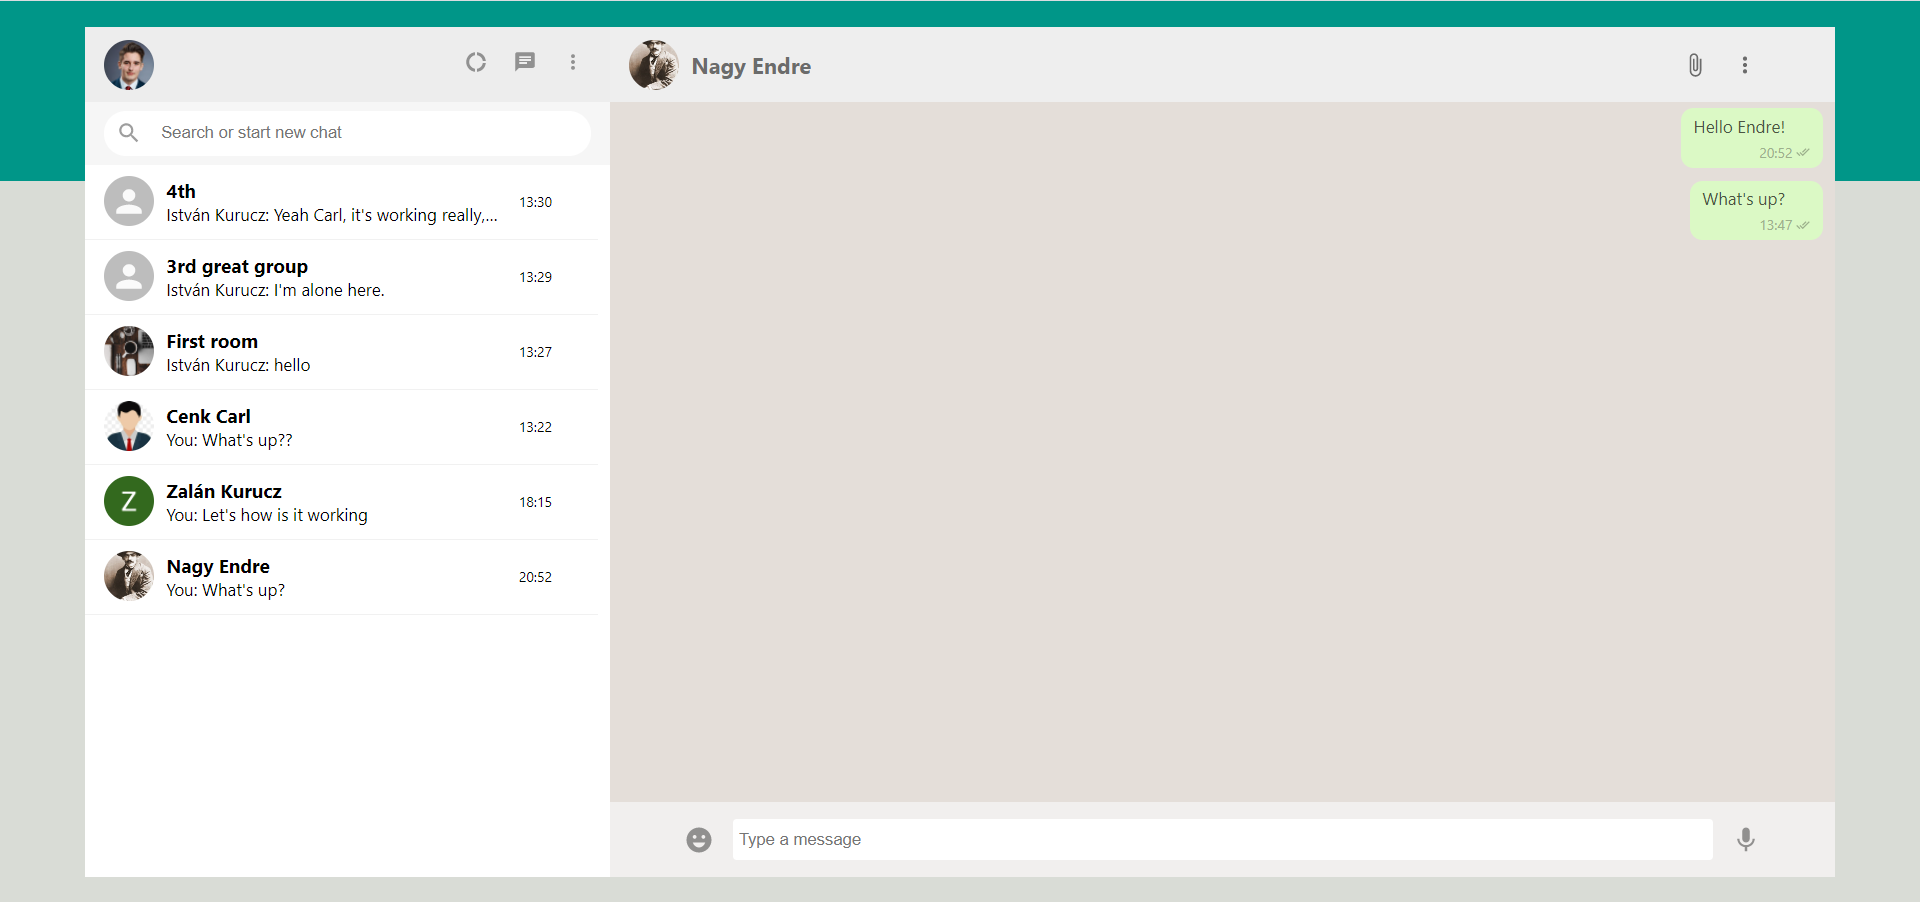 Search or start new chat
4th
István Kurucz: Yeah Carl, it's working really,...
13:30
3rd great group
István Kurucz: I'm alone here.
13:29
First room
István Kurucz: hello
13:27
Cenk Carl
You: What's up??
13:22
Z
Zalán Kurucz
You: Let's how is it working
18:15
Nagy Endre
You: What's up?
20:52
Nagy Endre
Hello Endre!
20:52
What's up?
13:47
Type a message